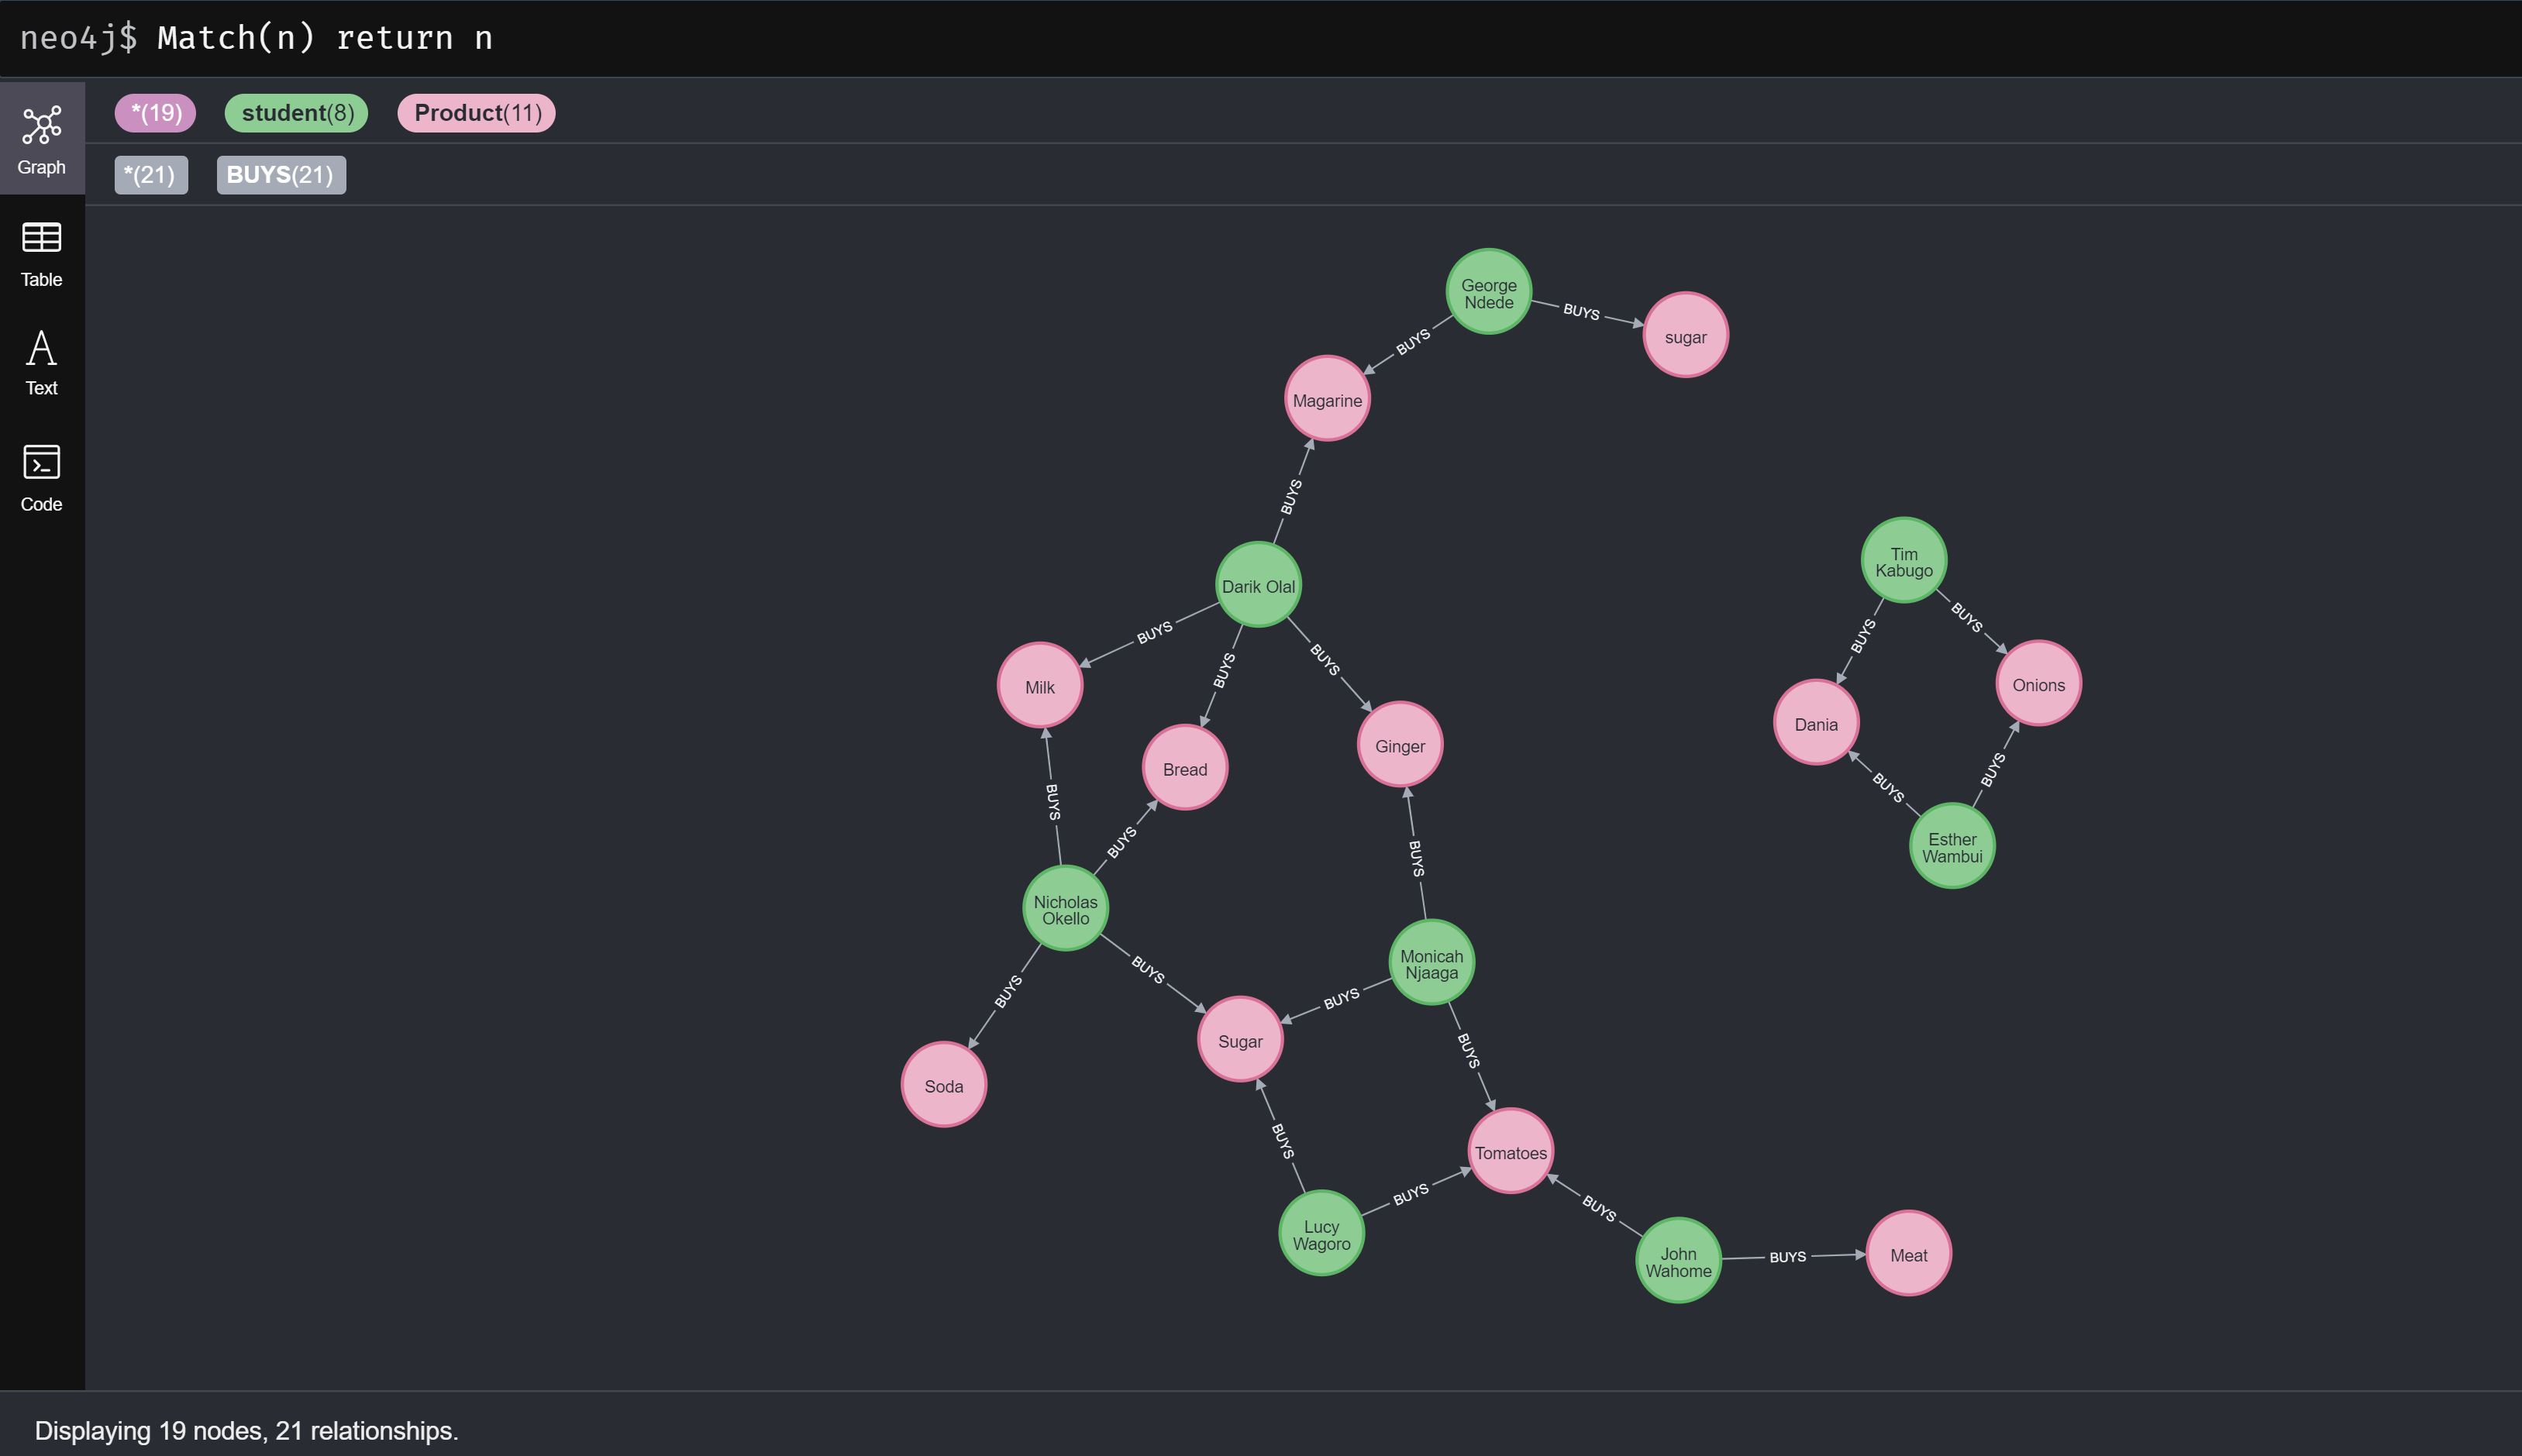 neo4j$ Match(n) return n
*(19) student(8) Product(11)
Graph
*(21) BUYS(21)
Table
Text
Code
George
Ndede
BUYS
sugar
BUYS
Magarine
BUYS
Darik Olal
Tim
Kabugo
BUYS
BUYS
BUYS
BUYS
BUYS
BUYS
Milk
Bread
Ginger
Dania
Onions
BUYS
BUYS
BUYS
BUYS
BUYS
Esther
Wambui
Nicholas
Okello
Monicah
Njaaga
BUYS
BUYS
BUYS
Sugar
BUYS
Soda
BUYS
Tomatoes
BUYS
BUYS
Lucy
Wagoro
John
Wahome
BUYS
Meat
Displaying 19 nodes, 21 relationships.